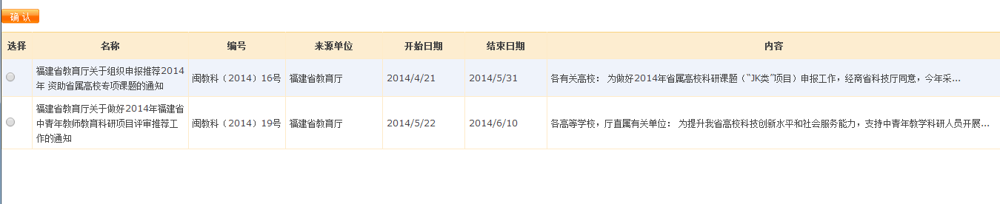 确 认
选择 名称 编号 来源单位 开始日期 结束日期 内容
福建省教育厅关于组织申报推荐2014
年 资助省属高校专项课题的通知
闽教科（2014）16号 福建省教育厅 2014/4/21 2014/5/31 各有关高校： 为做好2014年省属高校科研课题（“JK类”项目）申报工作，经商省科技厅同意，今年采...
福建省教育厅关于做好2014年福建省
中青年教师教育科研项目评审推荐工
作的通知
闽教科（2014）19号 福建省教育厅 2014/5/22 2014/6/10 各高等学校，厅直属有关单位： 为提升我省高校科技创新水平和社会服务能力，支持中青年教学科研人员开展...